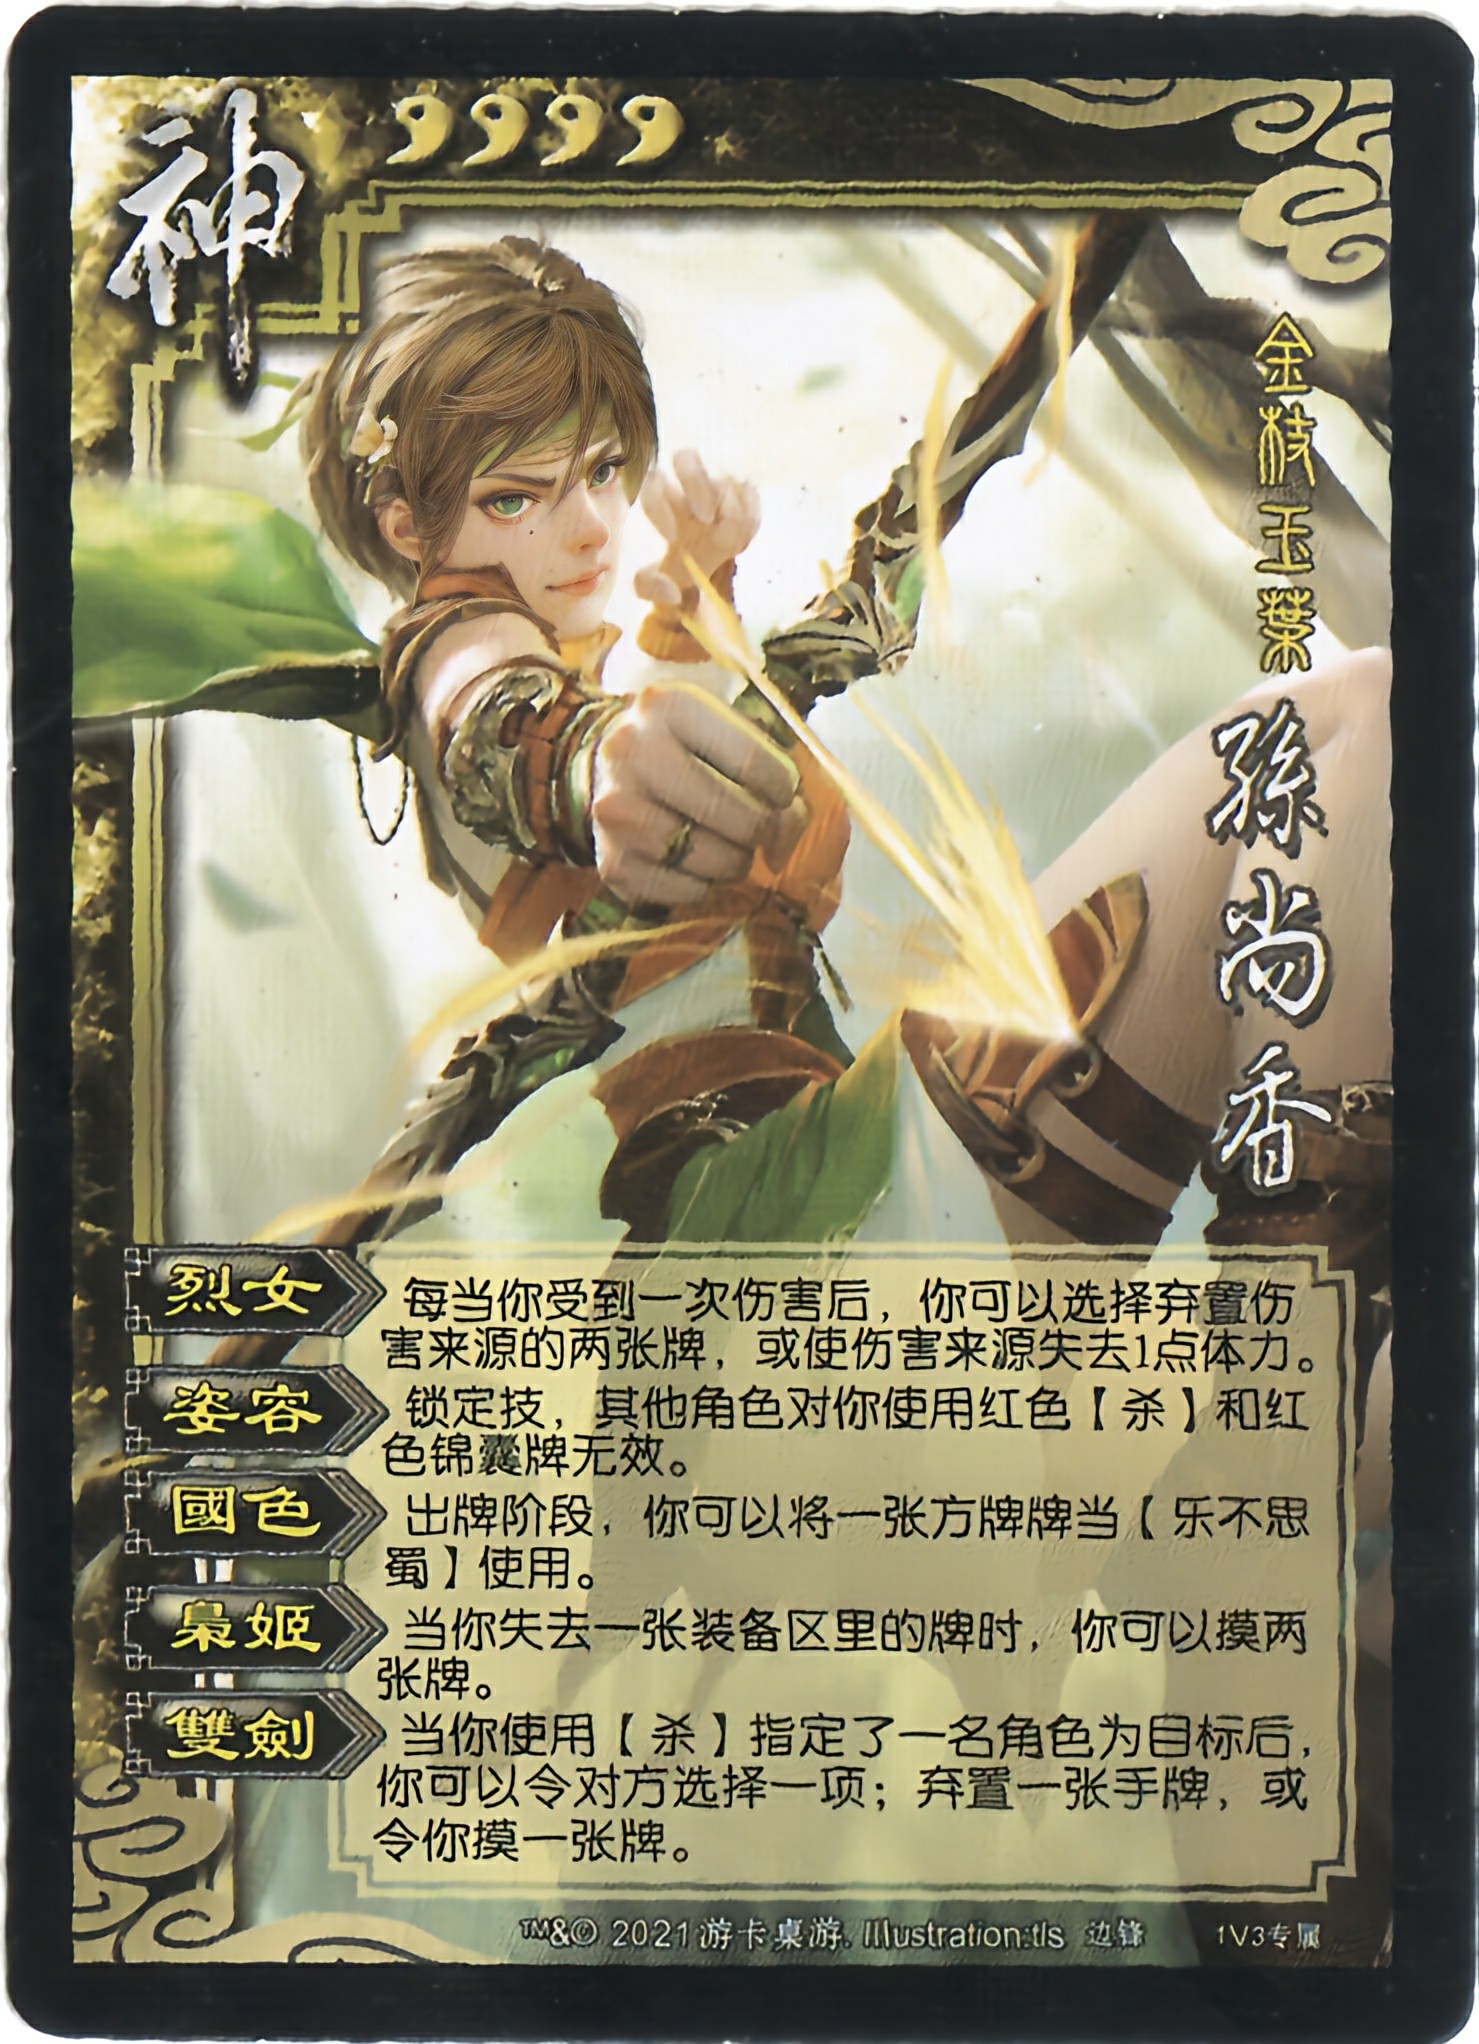 神
金枝玉葉
孫尚香
烈女
每当你受到一次伤害后，你可以选择弃置伤
害来源的两张牌，或使伤害来源失去1点体力。
姿容
锁定技，其他角色对你使用红色【杀】和红
色锦囊牌无效。
國色
出牌阶段，你可以将一张方牌牌当【乐不思
蜀】使用。
梟姬
当你失去一张装备区里的牌时，你可以摸两
张牌。
雙劍
当你使用【杀】指定了一名角色为目标后，
你可以令对方选择一项；弃置一张手牌，或
令你摸一张牌。
™&© 2021游卡桌游. Illustration:tls 边锋
1V3专属